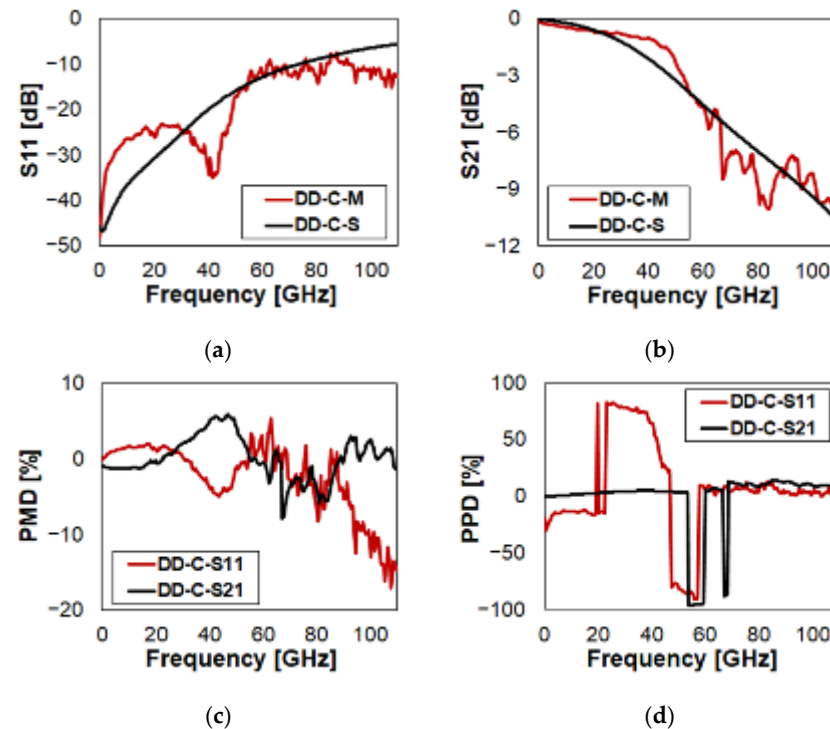 S11 [dB]
0
−10
−20
−30
−40
−50
DD-C-M
DD-C-S
0 20 40 60 80 100
Frequency [GHz]
(a)
S21 [dB]
0
−3
−6
−9
−12
DD-C-M
DD-C-S
0 20 40 60 80 100
Frequency [GHz]
(b)
PMD [%]
10
0
−10
−20
DD-C-S11
DD-C-S21
0 20 40 60 80 100
Frequency [GHz]
(c)
PPD [%]
100
50
0
−50
−100
DD-C-S11
DD-C-S21
0 20 40 60 80 100
Frequency [GHz]
(d)